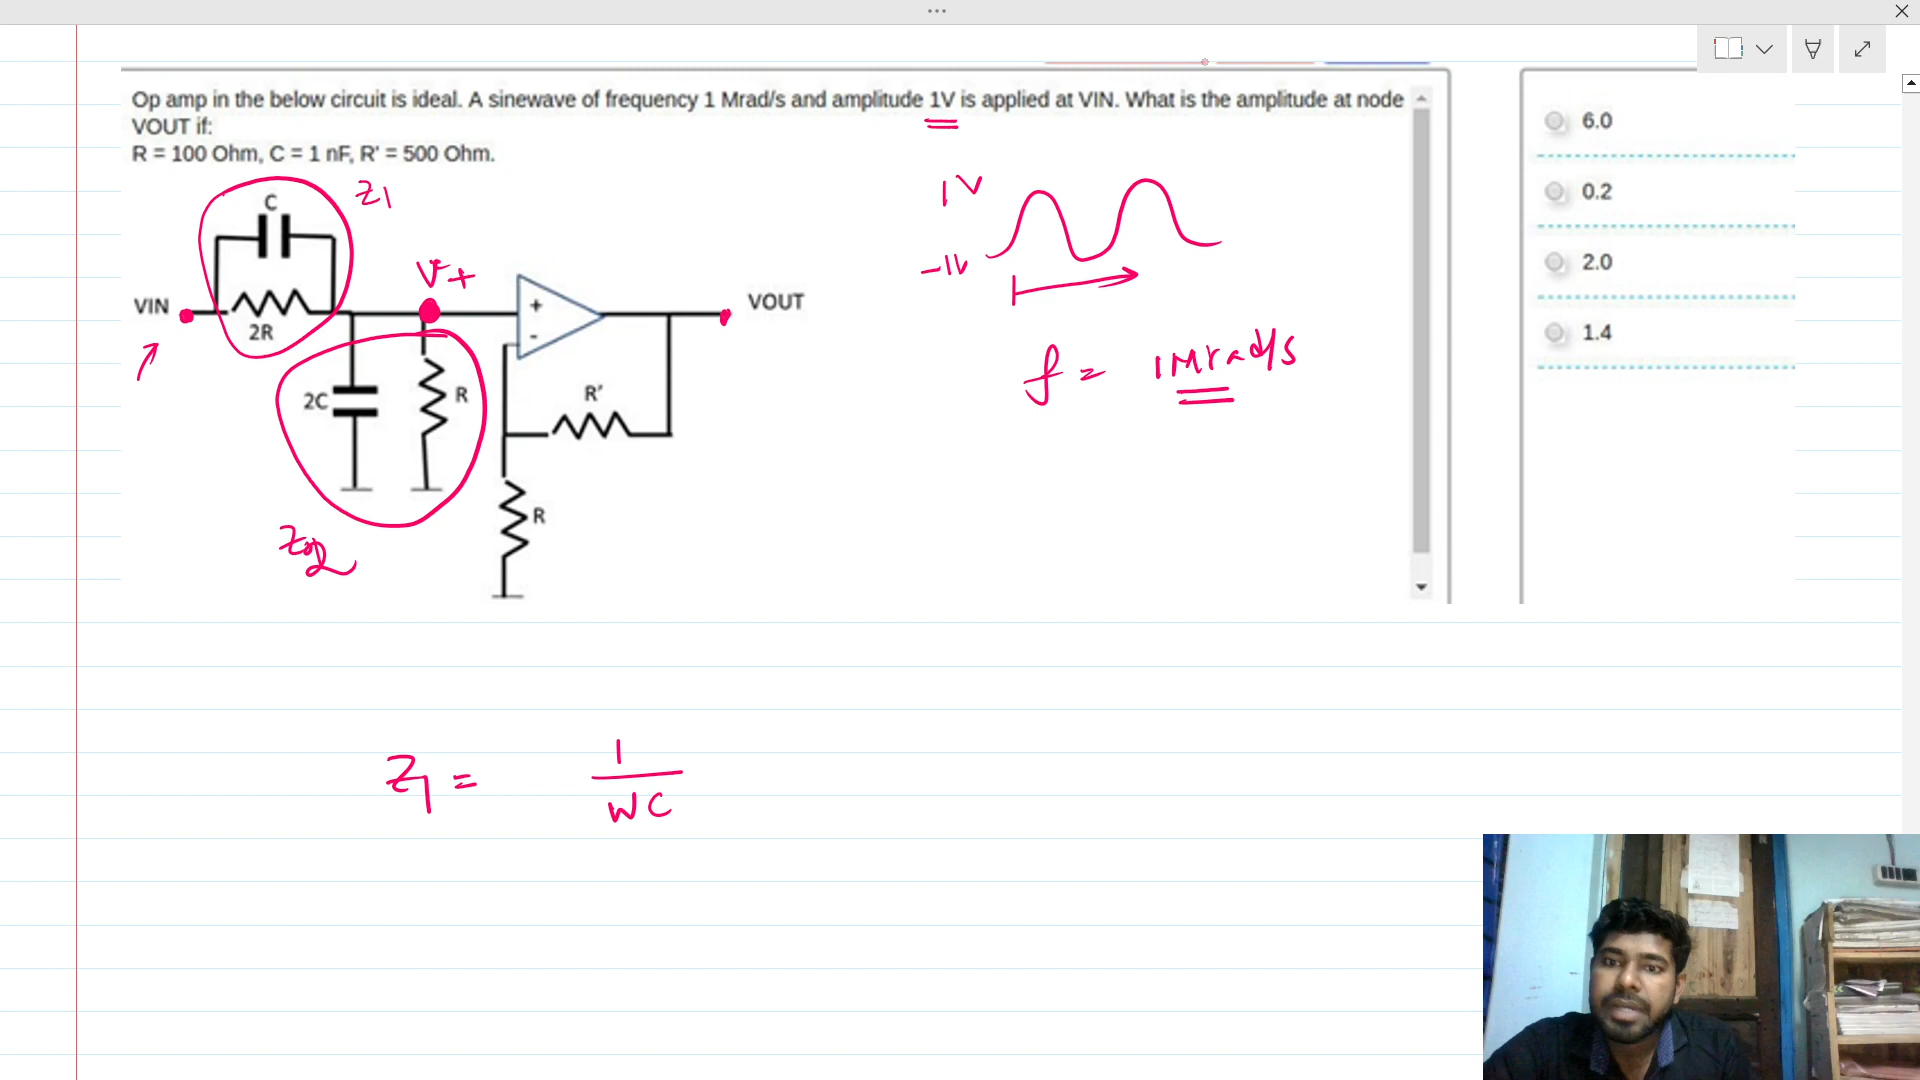 Op amp in the below circuit is ideal. A sinewave of frequency 1 Mrad/s and amplitude 1V is applied at VIN. What is the amplitude at node
VOUT if:
R = 100 Ohm, C = 1 nF, R' = 500 Ohm.
6.0
0.2
2.0
1.4
C
Z1
1V
-1V
V+
VIN
2R
+
-
VOUT
f = 1Mrad/s
2C
R
R'
R
Z2
Z1 = 1
WC